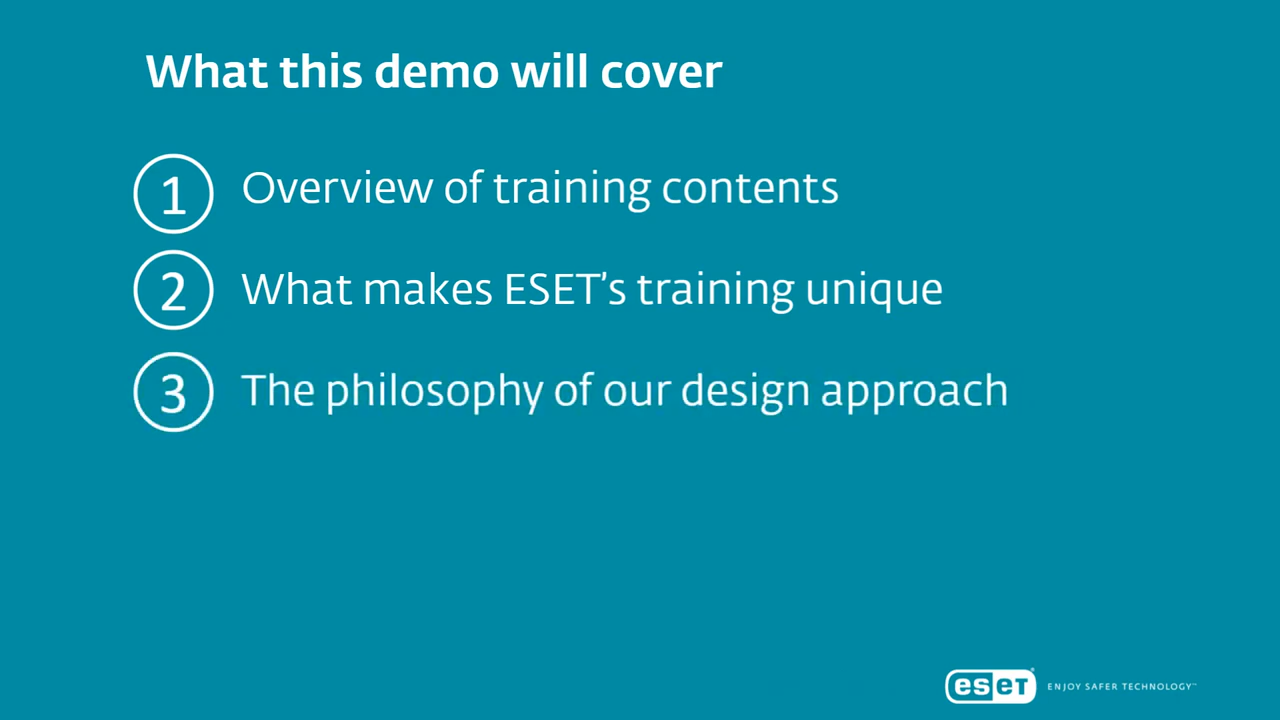 What this demo will cover
1 Overview of training contents
2 What makes ESET’s training unique
3 The philosophy of our design approach
eseT® ENJOY SAFER TECHNOLOGY™